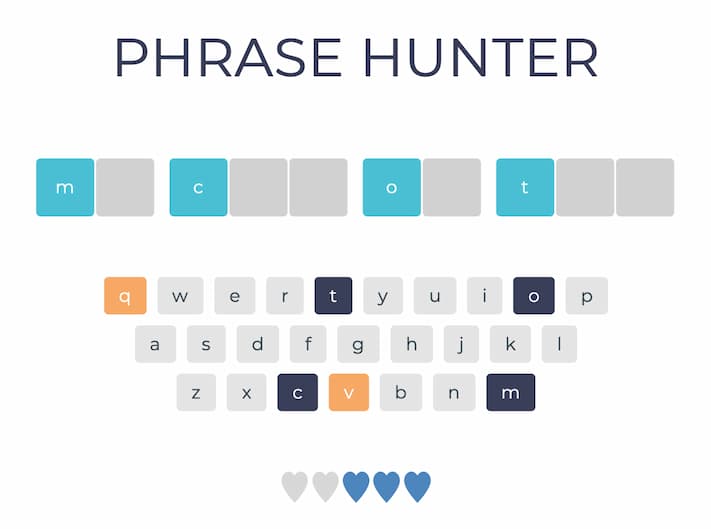 PHRASE HUNTER
m c o t
q w e r t y u i o p
a s d f g h j k l
z x c v b n m